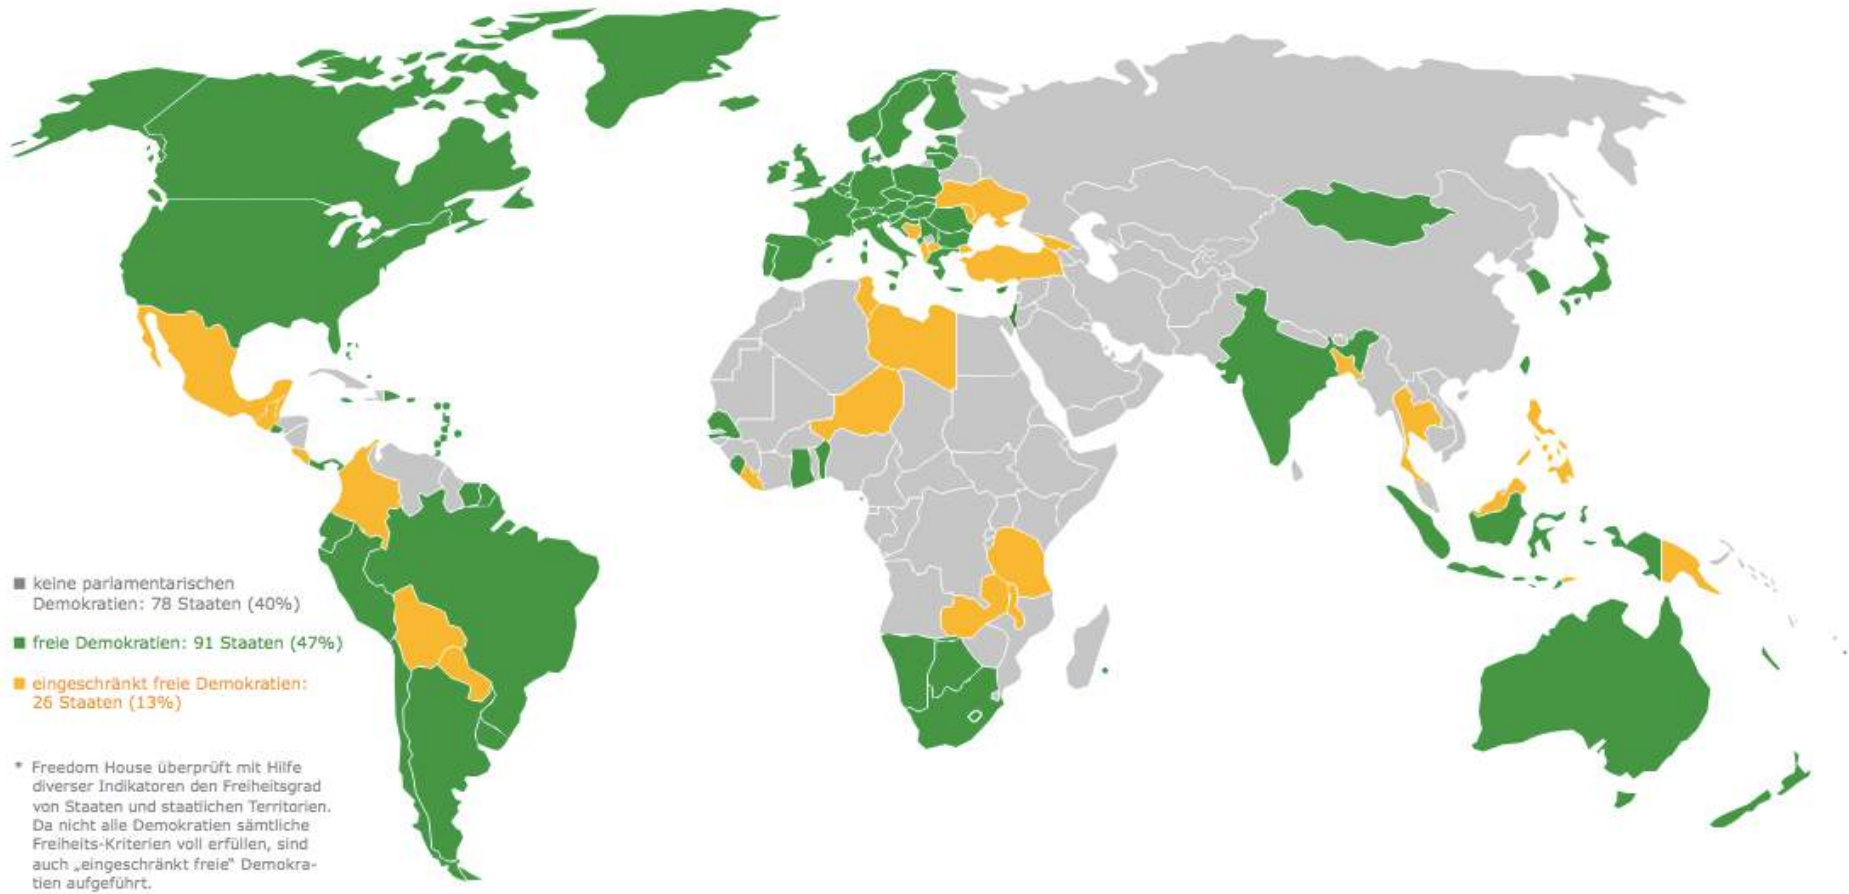 keine parlamentarischen
Demokratien: 78 Staaten (40%)
freie Demokratien: 91 Staaten (47%)
eingeschränkt freie Demokratien:
26 Staaten (13%)
* Freedom House überprüft mit Hilfe
diverser Indikatoren den Freiheitsgrad
von Staaten und staatlichen Territorien.
Da nicht alle Demokratien sämtliche
Freiheits-Kriterien voll erfüllen, sind
auch „eingeschränkt freie“ Demokra-
tien aufgeführt.